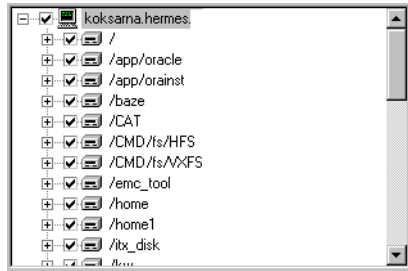 koksarna.hermes.
/
/app/oracle
/app/orainst
/baze
/CAT
/CMD/fs/HFS
/CMD/fs/VXFS
/emc_tool
/home
/home1
/itx_disk